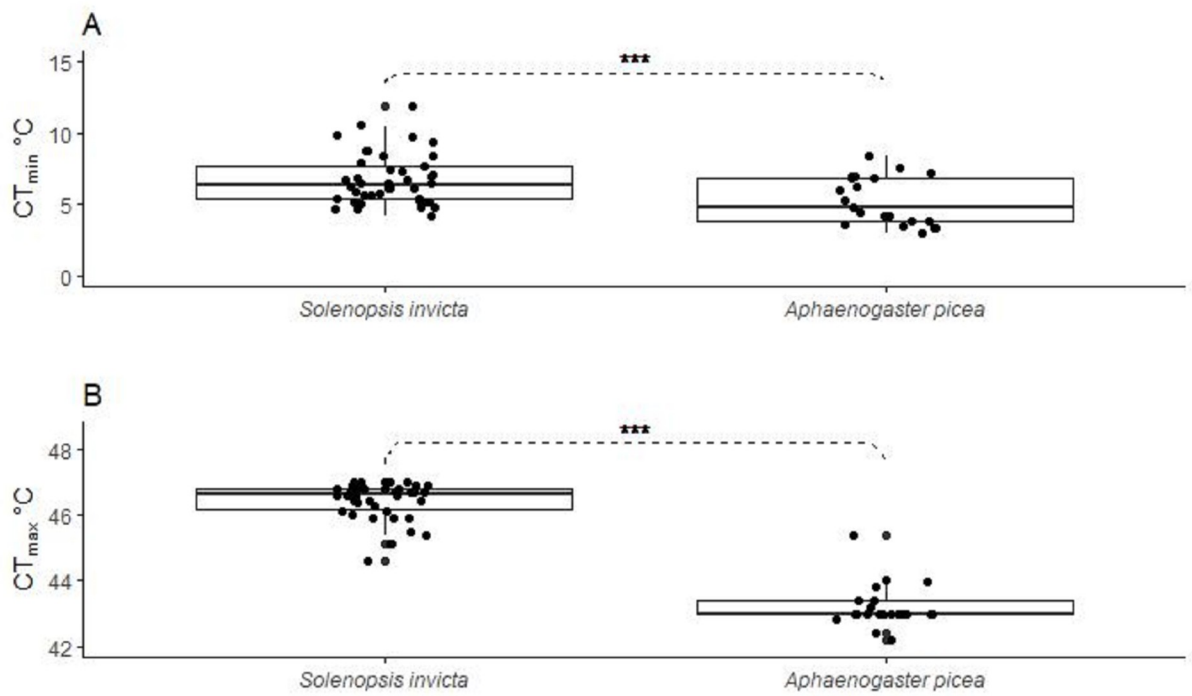 A
***
15
10
5
0
CTmin °C
Solenopsis invicta
Aphaenogaster picea
B
***
48
46
44
42
CTmax °C
Solenopsis invicta
Aphaenogaster picea